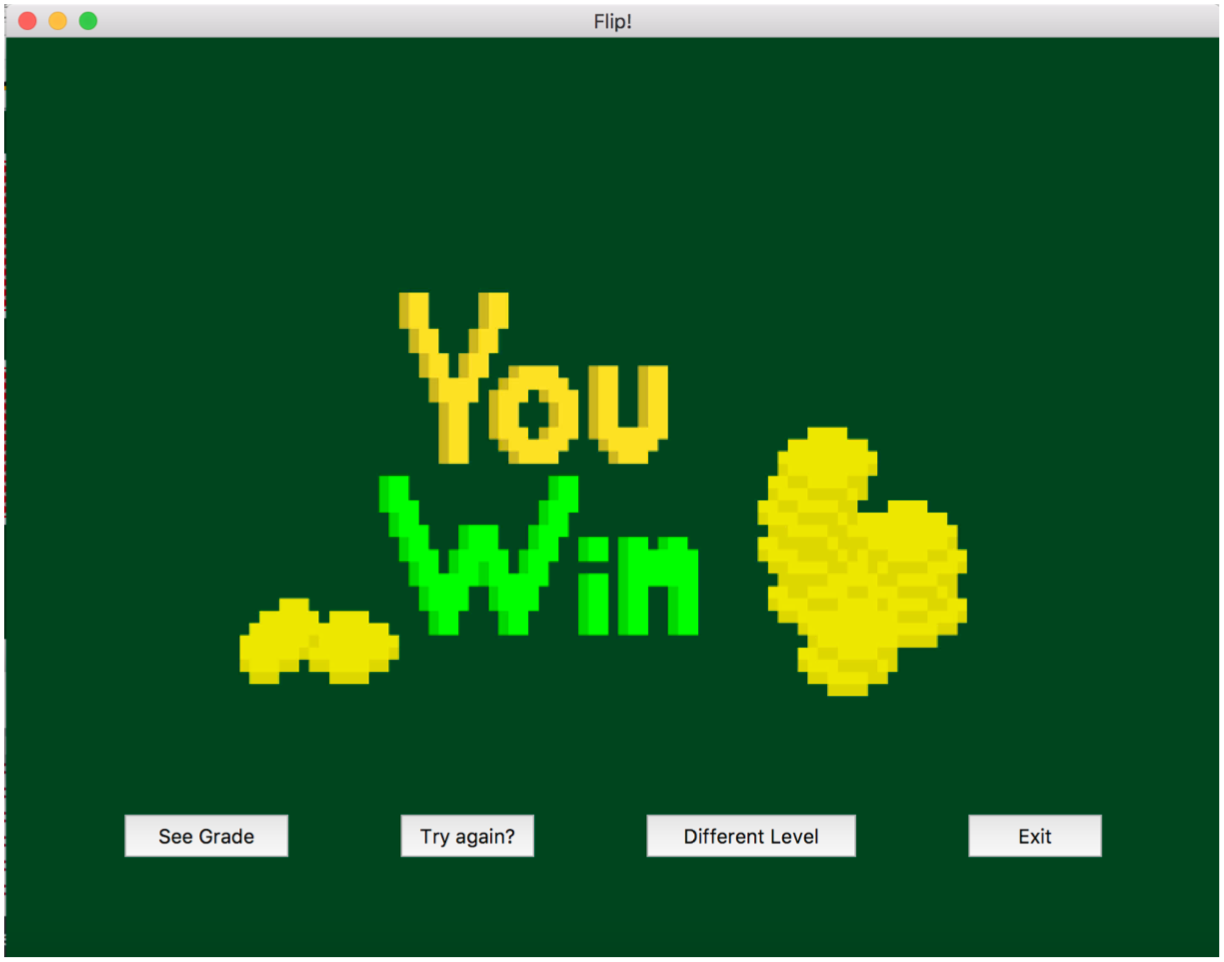 Flip!
You
Win
See Grade
Try again?
Different Level
Exit